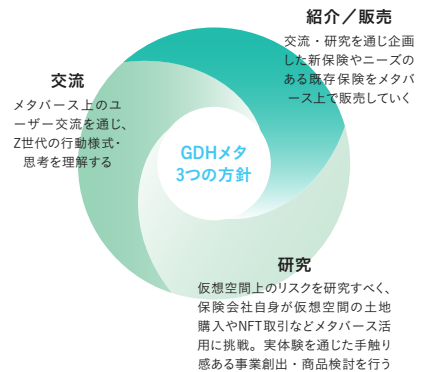 紹介／販売
交流・研究を通じ企画
した新保険やニーズの
ある既存保険をメタバ
ース上で販売していく
交流
メタバース上のユ
ーザー交流を通じ、
Z世代の行動様式・
思考を理解する
GDHメタ
3つの方針
研究
仮想空間上のリスクを研究すべく、
保険会社自身が仮想空間の土地
購入やNFT取引などメタバース活
用に挑戦。実体験を通じた手触り
感ある事業創出・商品検討を行う